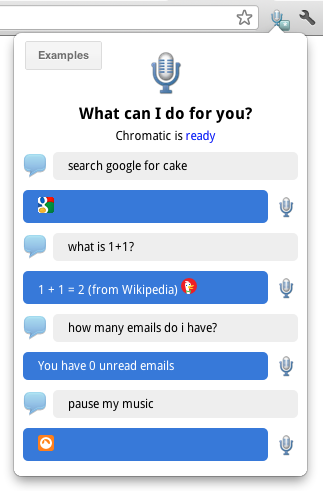 Examples
What can I do for you?
Chromatic is ready
search google for cake
what is 1+1?
1 + 1 = 2 (from Wikipedia)
how many emails do i have?
You have 0 unread emails
pause my music